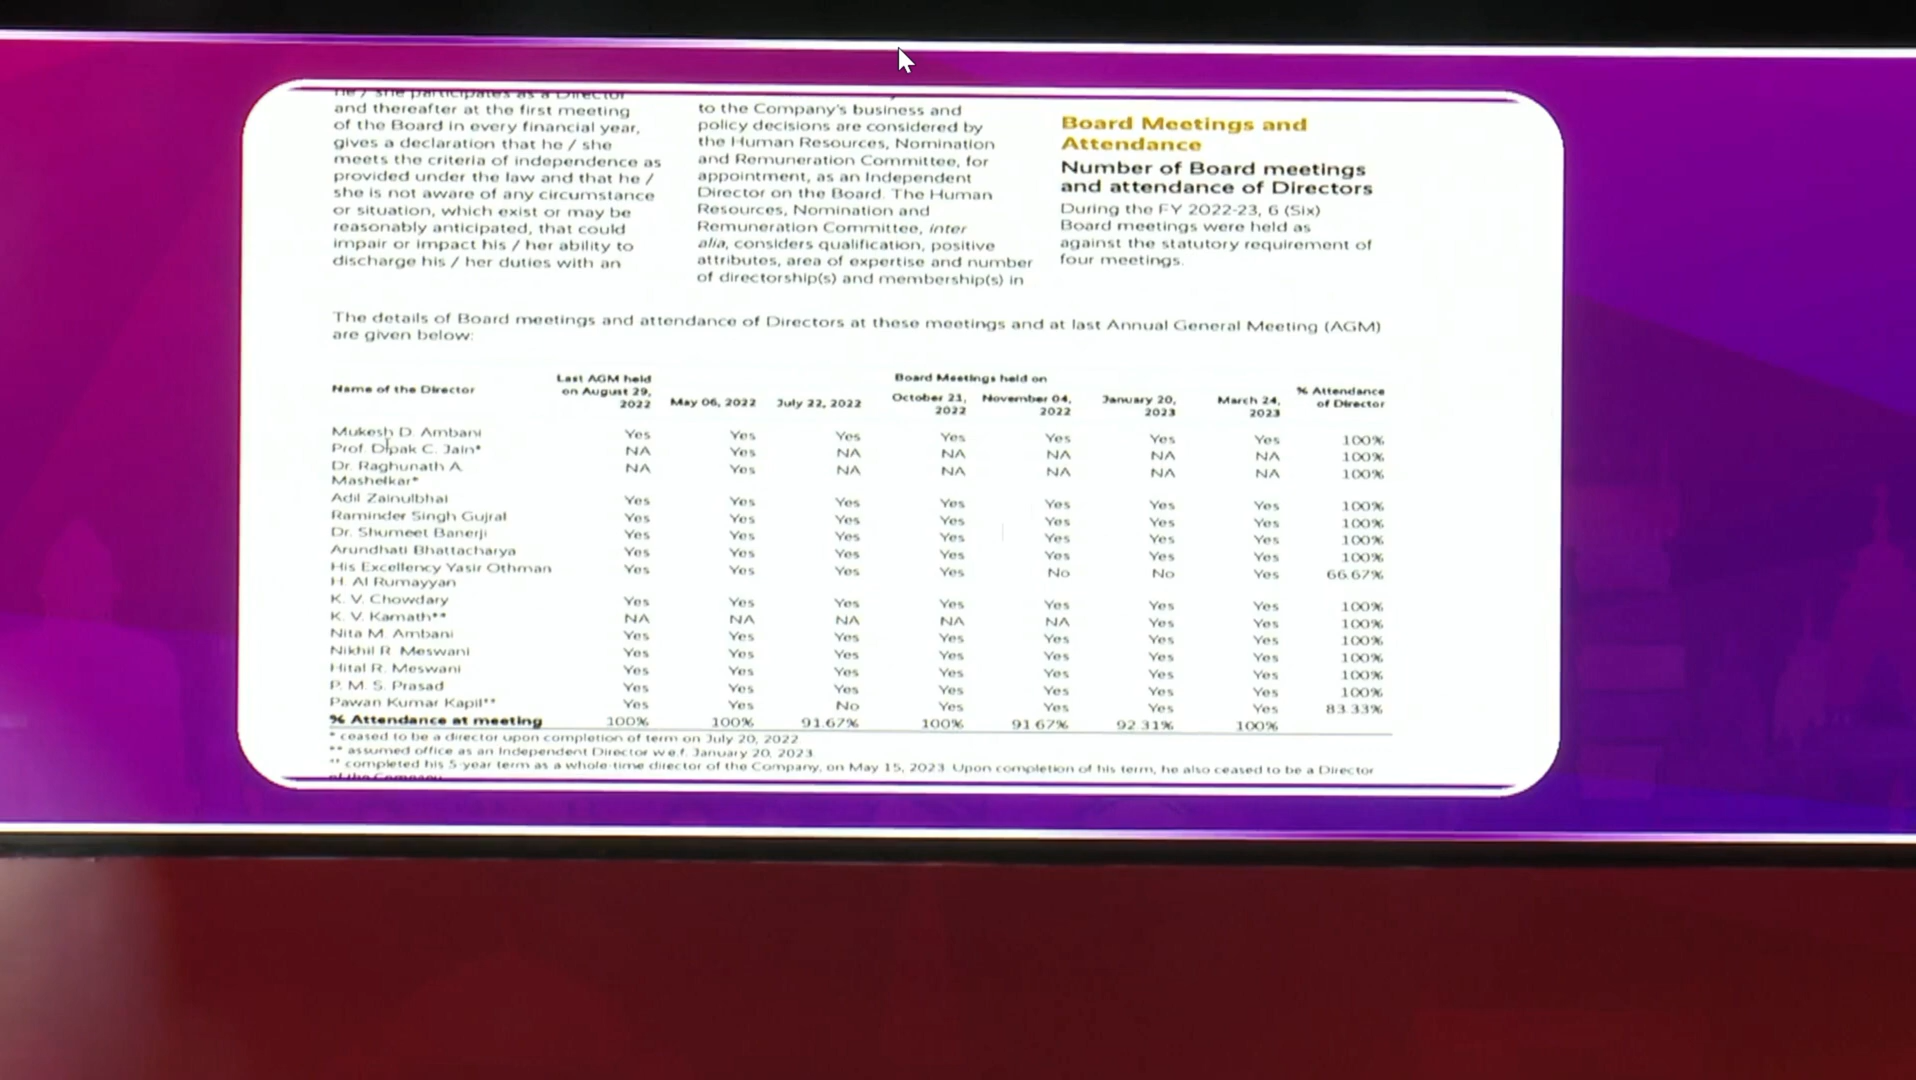 he / she participates as a Director
and thereafter at the first meeting
of the Board in every financial year,
gives a declaration that he / she
meets the criteria of independence as
provided under the law and that he /
she is not aware of any circumstance
or situation, which exist or may be
reasonably anticipated, that could
impair or impact his / her ability to
discharge his / her duties with an
to the Company's business and
policy decisions are considered by
the Human Resources, Nomination
and Remuneration Committee, for
appointment, as an Independent
Director on the Board. The Human
Resources, Nomination and
Remuneration Committee, inter
alia, considers qualification, positive
attributes, area of expertise and number
of directorship(s) and membership(s) in
Board Meetings and
Attendance
Number of Board meetings
and attendance of Directors
During the FY 2022-23, 6 (Six)
Board meetings were held as
against the statutory requirement of
four meetings.
The details of Board meetings and attendance of Directors at these meetings and at last Annual General Meeting (AGM)
are given below:
Name of the Director Last AGM held on August 29, 2022 Board Meetings held on % Attendance of Director
May 06, 2022 July 22, 2022 October 21, 2022 November 04, 2022 January 20, 2023 March 24, 2023
Mukesh D. Ambani Yes Yes Yes Yes Yes Yes Yes 100%
Prof. Dipak C. Jain* NA Yes NA NA NA NA NA 100%
Dr. Raghunath A. NA Yes NA NA NA NA NA 100%
Mashelkar*
Adil Zainulbhai Yes Yes Yes Yes Yes Yes Yes 100%
Raminder Singh Gujral Yes Yes Yes Yes Yes Yes Yes 100%
Dr. Shumeet Banerji Yes Yes Yes Yes Yes Yes Yes 100%
Arundhati Bhattacharya Yes Yes Yes Yes Yes Yes Yes 100%
His Excellency Yasir Othman Yes Yes Yes Yes No No Yes 66.67%
H. Al Rumayyan
K. V. Chowdary Yes Yes Yes Yes Yes Yes Yes 100%
K. V. Kamath** NA NA NA NA NA Yes Yes 100%
Nita M. Ambani Yes Yes Yes Yes Yes Yes Yes 100%
Nikhil R. Meswani Yes Yes Yes Yes Yes Yes Yes 100%
Hital R. Meswani Yes Yes Yes Yes Yes Yes Yes 100%
P. M. S. Prasad Yes Yes Yes Yes Yes Yes Yes 100%
Pawan Kumar Kapil^^ Yes Yes No Yes Yes Yes Yes 83.33%
% Attendance at meeting 100% 100% 91.67% 100% 91.67% 92.31% 100%
* ceased to be a director upon completion of term on July 20, 2022
** assumed office as an Independent Director w.e.f. January 20, 2023
^^ completed his 5-year term as a whole-time director of the Company, on May 15, 2023. Upon completion of his term, he also ceased to be a Director
of the Company.